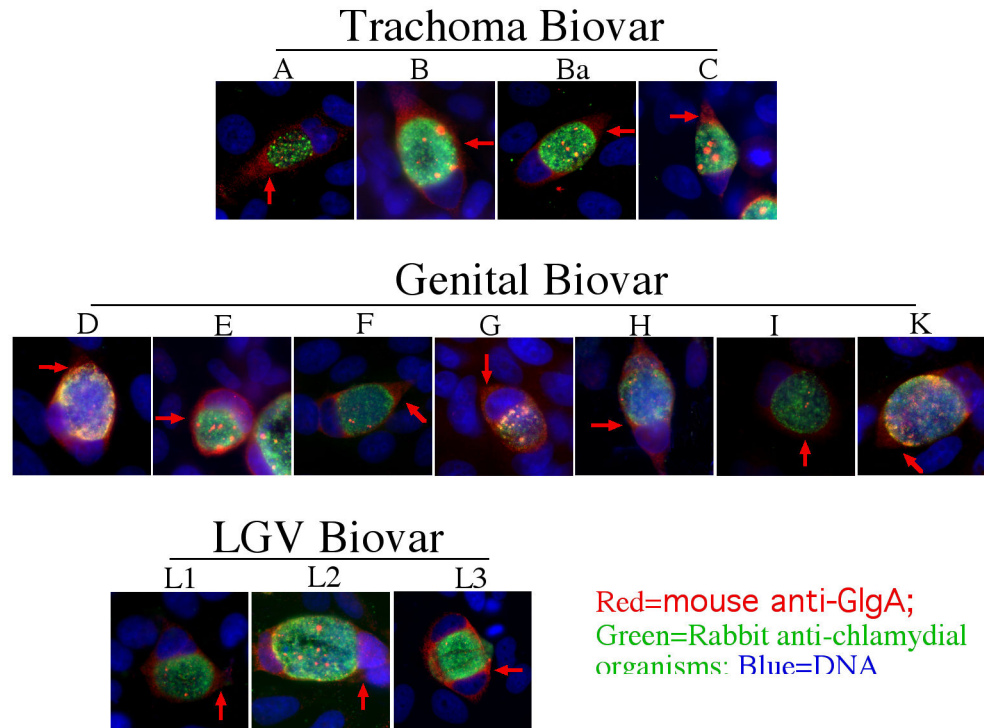 Trachoma Biovar
A B Ba C
Genital Biovar
D E F G H I K
LGV Biovar
L1 L2 L3
Red=mouse anti-GlgA;
Green=Rabbit anti-chlamydial
organisms; Blue=DNA